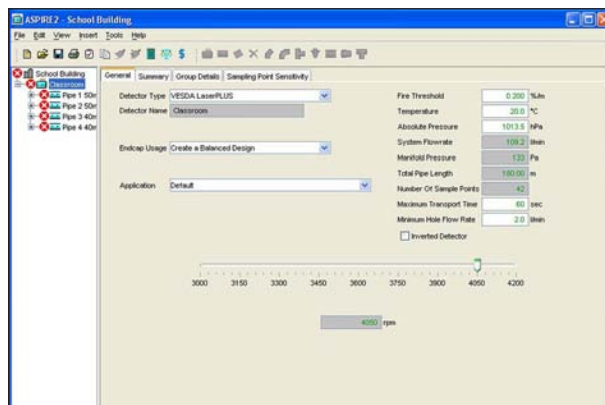 ASPIRE2 - School Building
File Edit View Insert Tools Help
School Building
Classroom
Pipe 1 50m
Pipe 2 50m
Pipe 3 40m
Pipe 4 40m
General Summary Group Details Sampling Point Sensitivity
Detector Type VESDA LaserPLUS Fire Threshold 0.200 %/m
Detector Name Classroom Temperature 20.0 °C
Absolute Pressure 1013.5 hPa
System Flowrate 109.2 l/min
Endcap Usage Create a Balanced Design Manifold Pressure 133 Pa
Total Pipe Length 180.00 m
Application Default Number Of Sample Points 42
Maximum Transport Time 60 sec
Minimum Hole Flow Rate 2.0 l/min
Inverted Detector
3000 3150 3300 3450 3600 3750 3900 4050 4200
4050 rpm